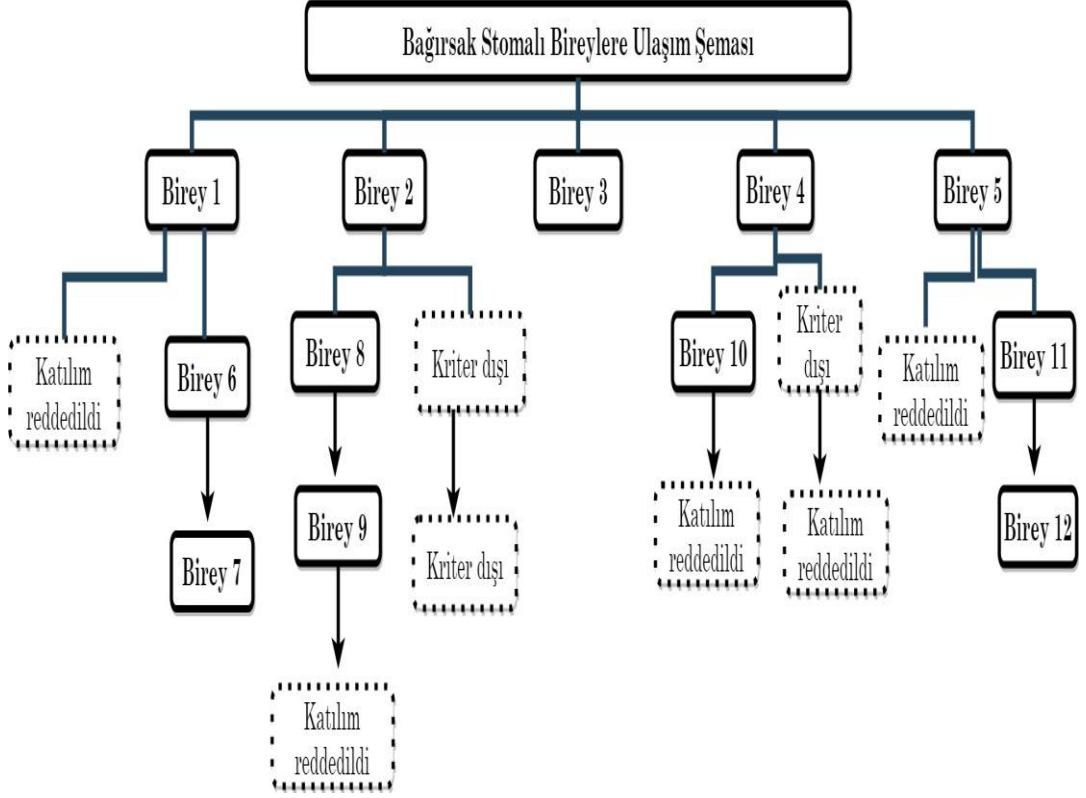 Bağırsak Stomalı Bireylere Ulaşım Şeması
Birey 1
Birey 2
Birey 3
Birey 4
Birey 5
Katılım
reddedildi
Birey 6
Birey 8
Kriter dışı
Birey 10
Kriter
dışı
Katılım
reddedildi
Birey 11
Birey 7
Birey 9
Kriter dışı
Katılım
reddedildi
Katılım
reddedildi
Birey 12
Katılım
reddedildi